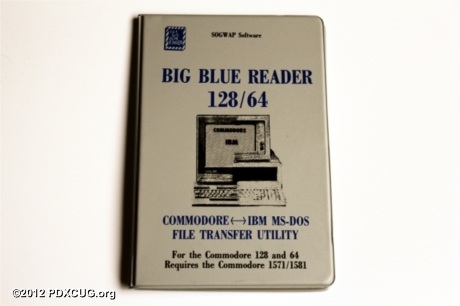 SOGWAP Software
BIG BLUE READER
128/64
COMMODORE
IBM
COMMODORE ↔ IBM MS-DOS
FILE TRANSFER UTILITY
For the Commodore 128 and 64
Requires the Commodore 1571/1581
©2012 PDXCUG.org